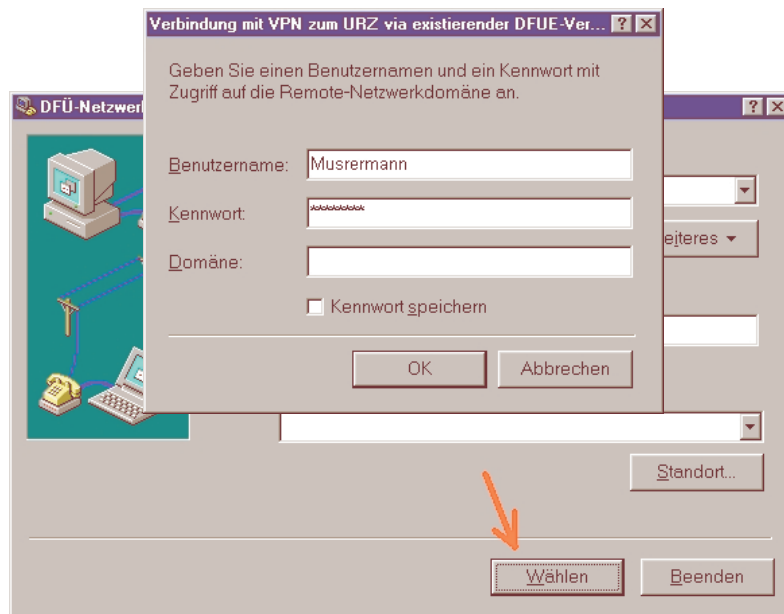 Verbindung mit VPN zum URZ via existierender DFUE-Ver...
Geben Sie einen Benutzernamen und ein Kennwort mit
Zugriff auf die Remote-Netzwerkdomäne an.
Benutzername: Musrermann
Kennwort: ********
Domäne:
Kennwort speichern
OK Abbrechen
DFÜ-Netzwerk
eiteres
Standort...
Wählen Beenden